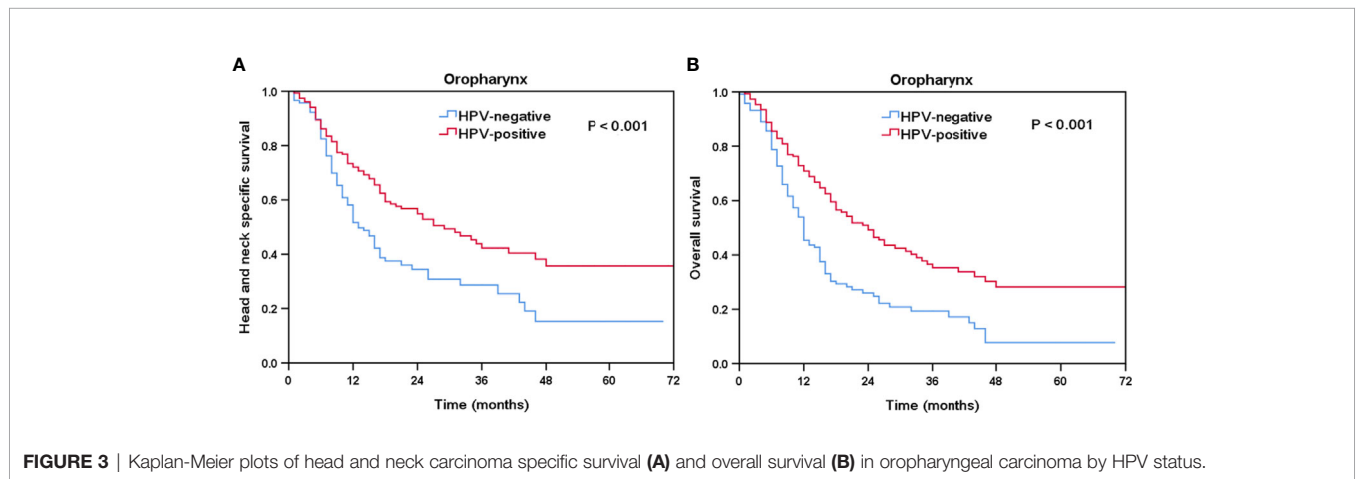 A
Oropharynx
HPV-negative
HPV-positive
P < 0.001
Head and neck specific survival
1.0
0.8
0.6
0.4
0.2
0.0
0 12 24 36 48 60 72
Time (months)
B
Oropharynx
HPV-negative
HPV-positive
P < 0.001
Overall survival
1.0
0.8
0.6
0.4
0.2
0.0
0 12 24 36 48 60 72
Time (months)
FIGURE 3 | Kaplan-Meier plots of head and neck carcinoma specific survival (A) and overall survival (B) in oropharyngeal carcinoma by HPV status.